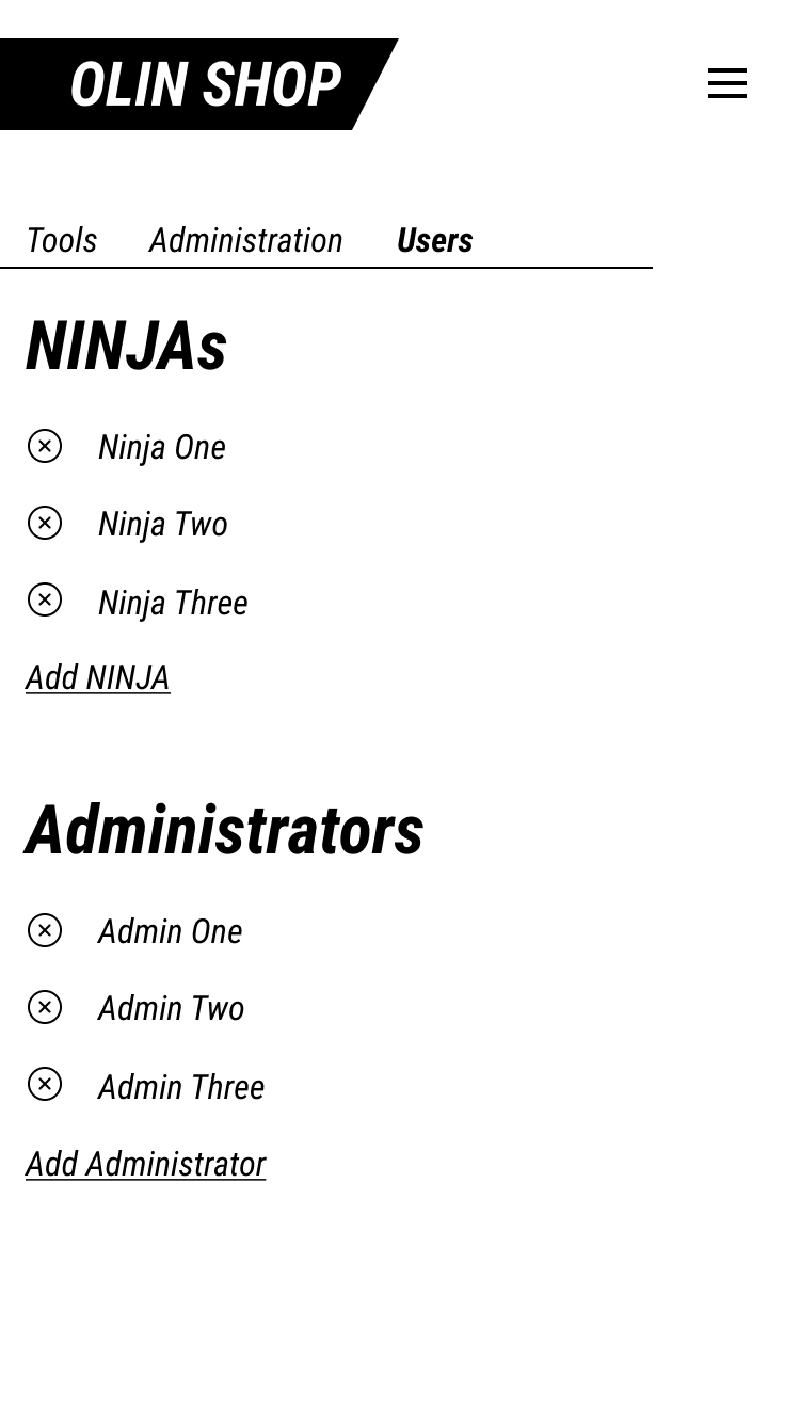 OLIN SHOP
Tools Administration Users
NINJAs
Ninja One
Ninja Two
Ninja Three
Add NINJA
Administrators
Admin One
Admin Two
Admin Three
Add Administrator